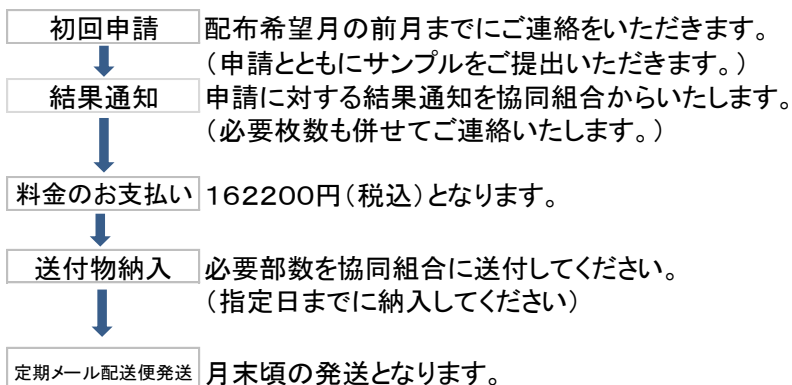 初回申請 配布希望月の前月までにご連絡をいただきます。
（申請とともにサンプルをご提出いただきます。）
結果通知 申請に対する結果通知を協同組合からいたします。
（必要枚数も併せてご連絡いたします。）
料金のお支払い 162200円（税込）となります。
送付物納入 必要部数を協同組合に送付してください。
（指定日までに納入してください）
定期メール配送便発送 月末頃の発送となります。